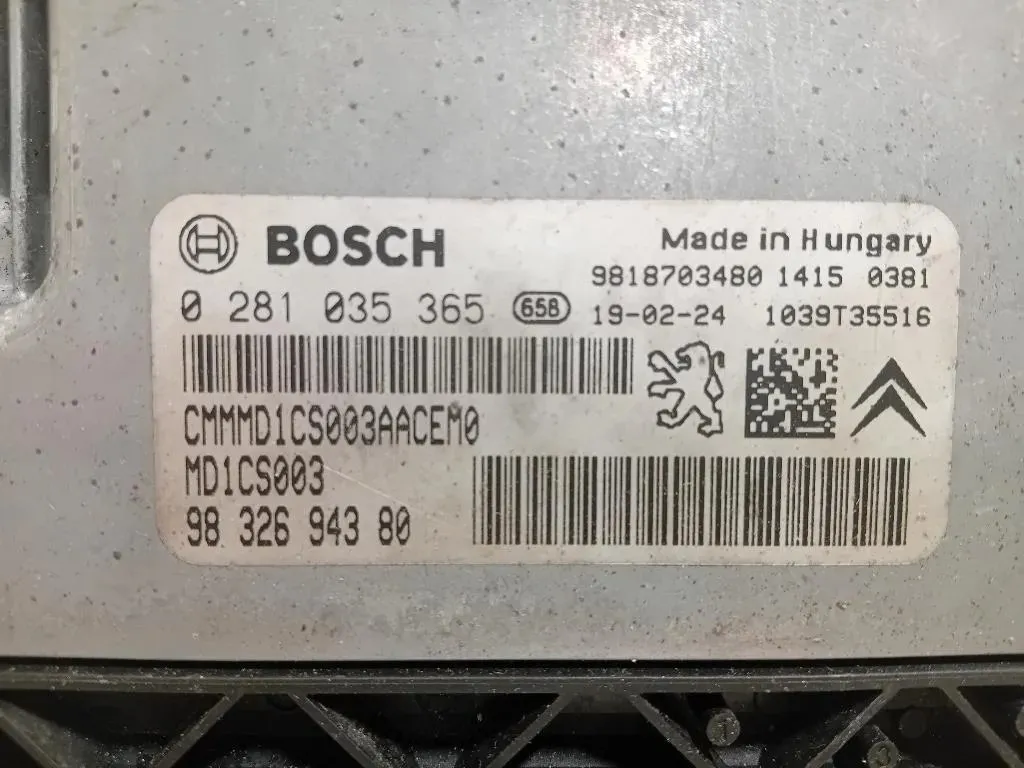 BOSCH
Made in Hungary
9818703480 1415 0381
0 281 035 365 658 19-02-24 1039T35516
CMMMD1CS003AACEM0
MD1CS003
98 326 943 80